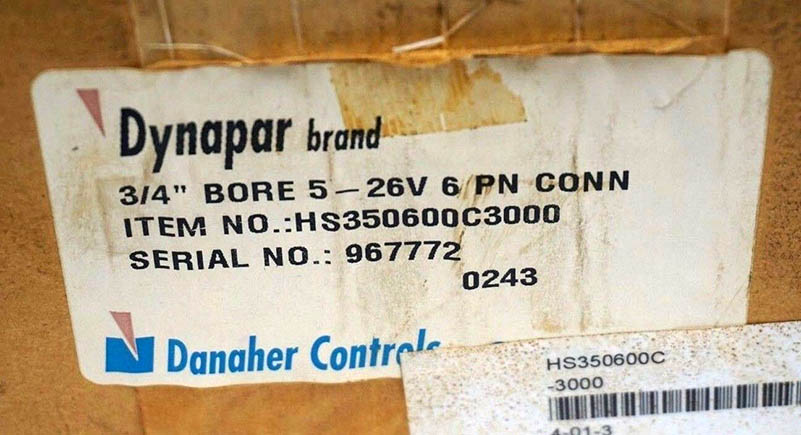 Dynapar brand
3/4" BORE 5-26V 6 PN CONN
ITEM NO.:HS350600C3000
SERIAL NO.: 967772
0243
Danaher Controls
HS350600C
-3000
4-01-3